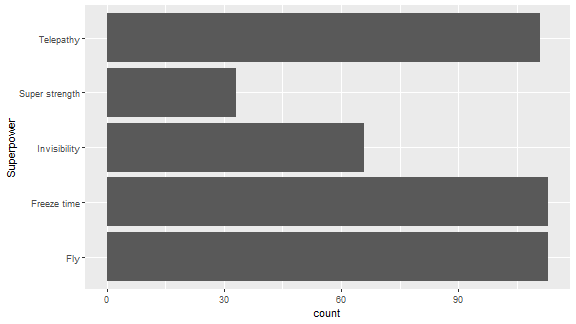 Telepathy
Super strength
Invisibility
Freeze time
Fly
Superpower
0 30 60 90
count